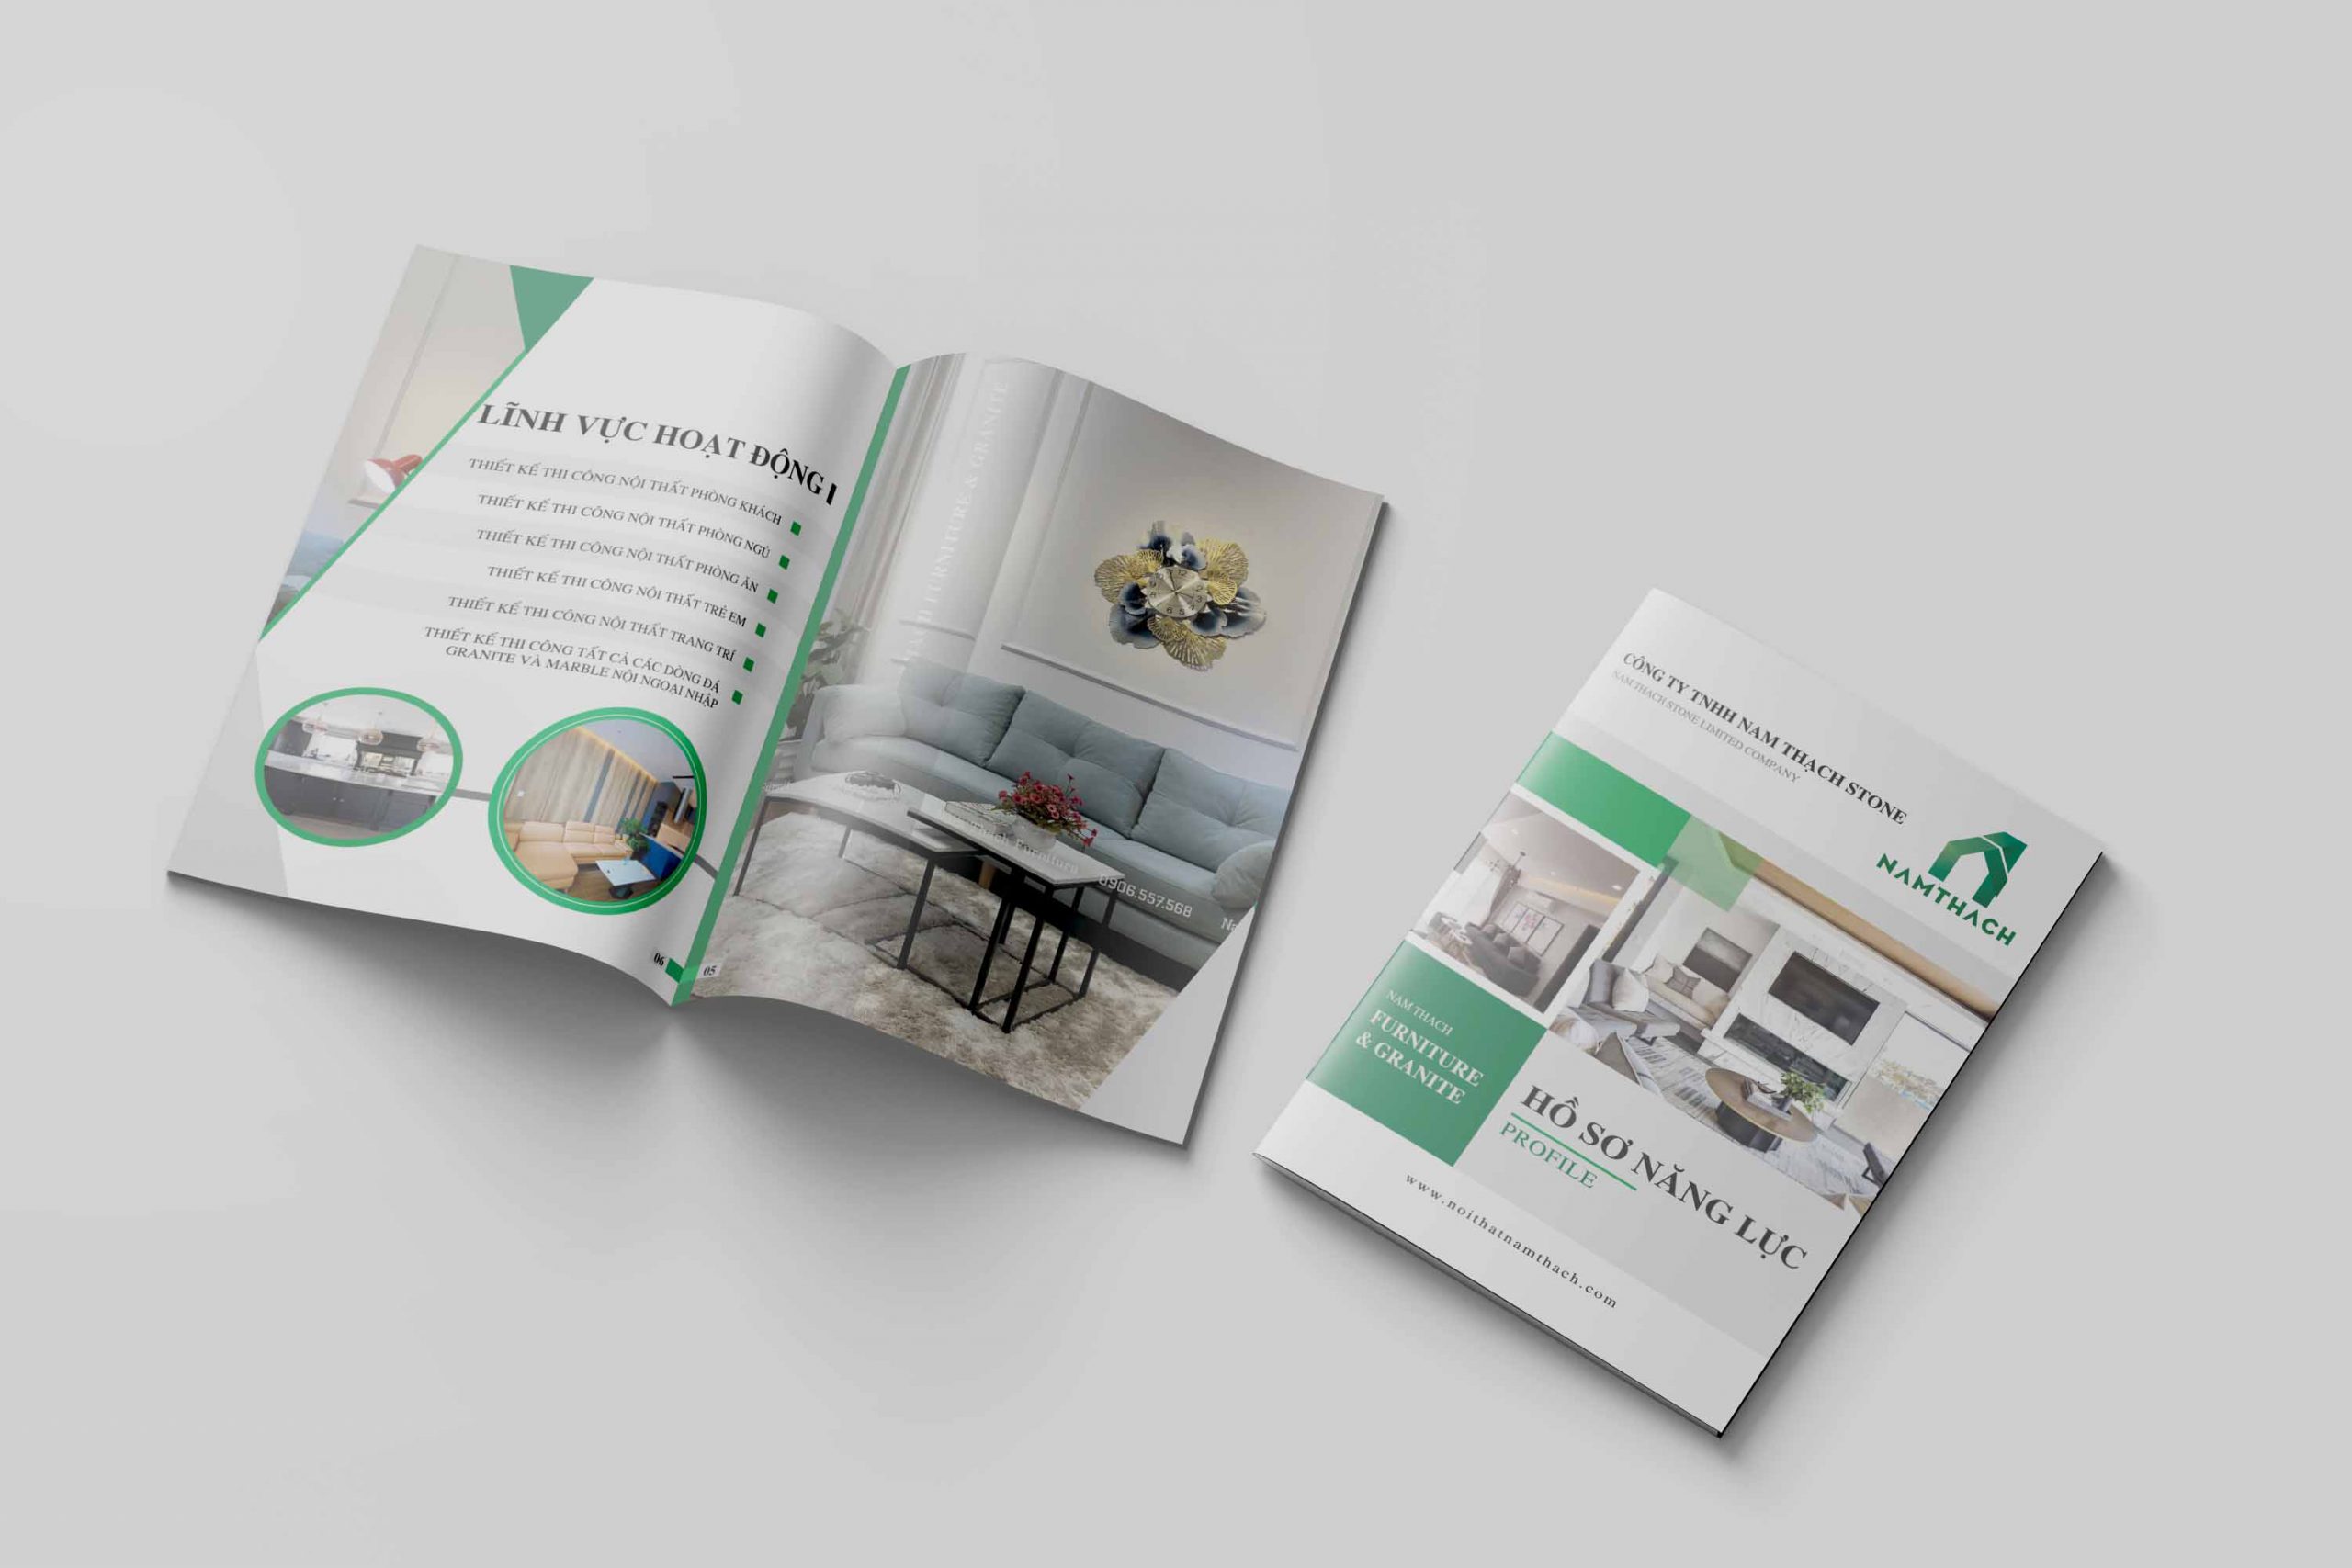 LĨNH VỰC HOẠT ĐỘNG
THIẾT KẾ THI CÔNG NỘI THẤT PHÒNG KHÁCH
THIẾT KẾ THI CÔNG NỘI THẤT PHÒNG NGỦ
THIẾT KẾ THI CÔNG NỘI THẤT PHÒNG ĂN
THIẾT KẾ THI CÔNG NỘI THẤT TRẺ EM
THIẾT KẾ THI CÔNG NỘI THẤT TRANG TRÍ
THIẾT KẾ THI CÔNG TẤT CẢ CÁC DÒNG ĐÁ
GRANITE VÀ MARBLE NỘI NGOẠI NHẬP
06
05
FURNITURE & GRANITE
Furniture
0906.557.568
CÔNG TY TNHH NAM THẠCH STONE
NAM THACH STONE LIMITED COMPANY
NAMTHACH
NAM THACH
FURNITURE
& GRANITE
HỒ SƠ NĂNG LỰC
PROFILE
www.noithatnamthach.com